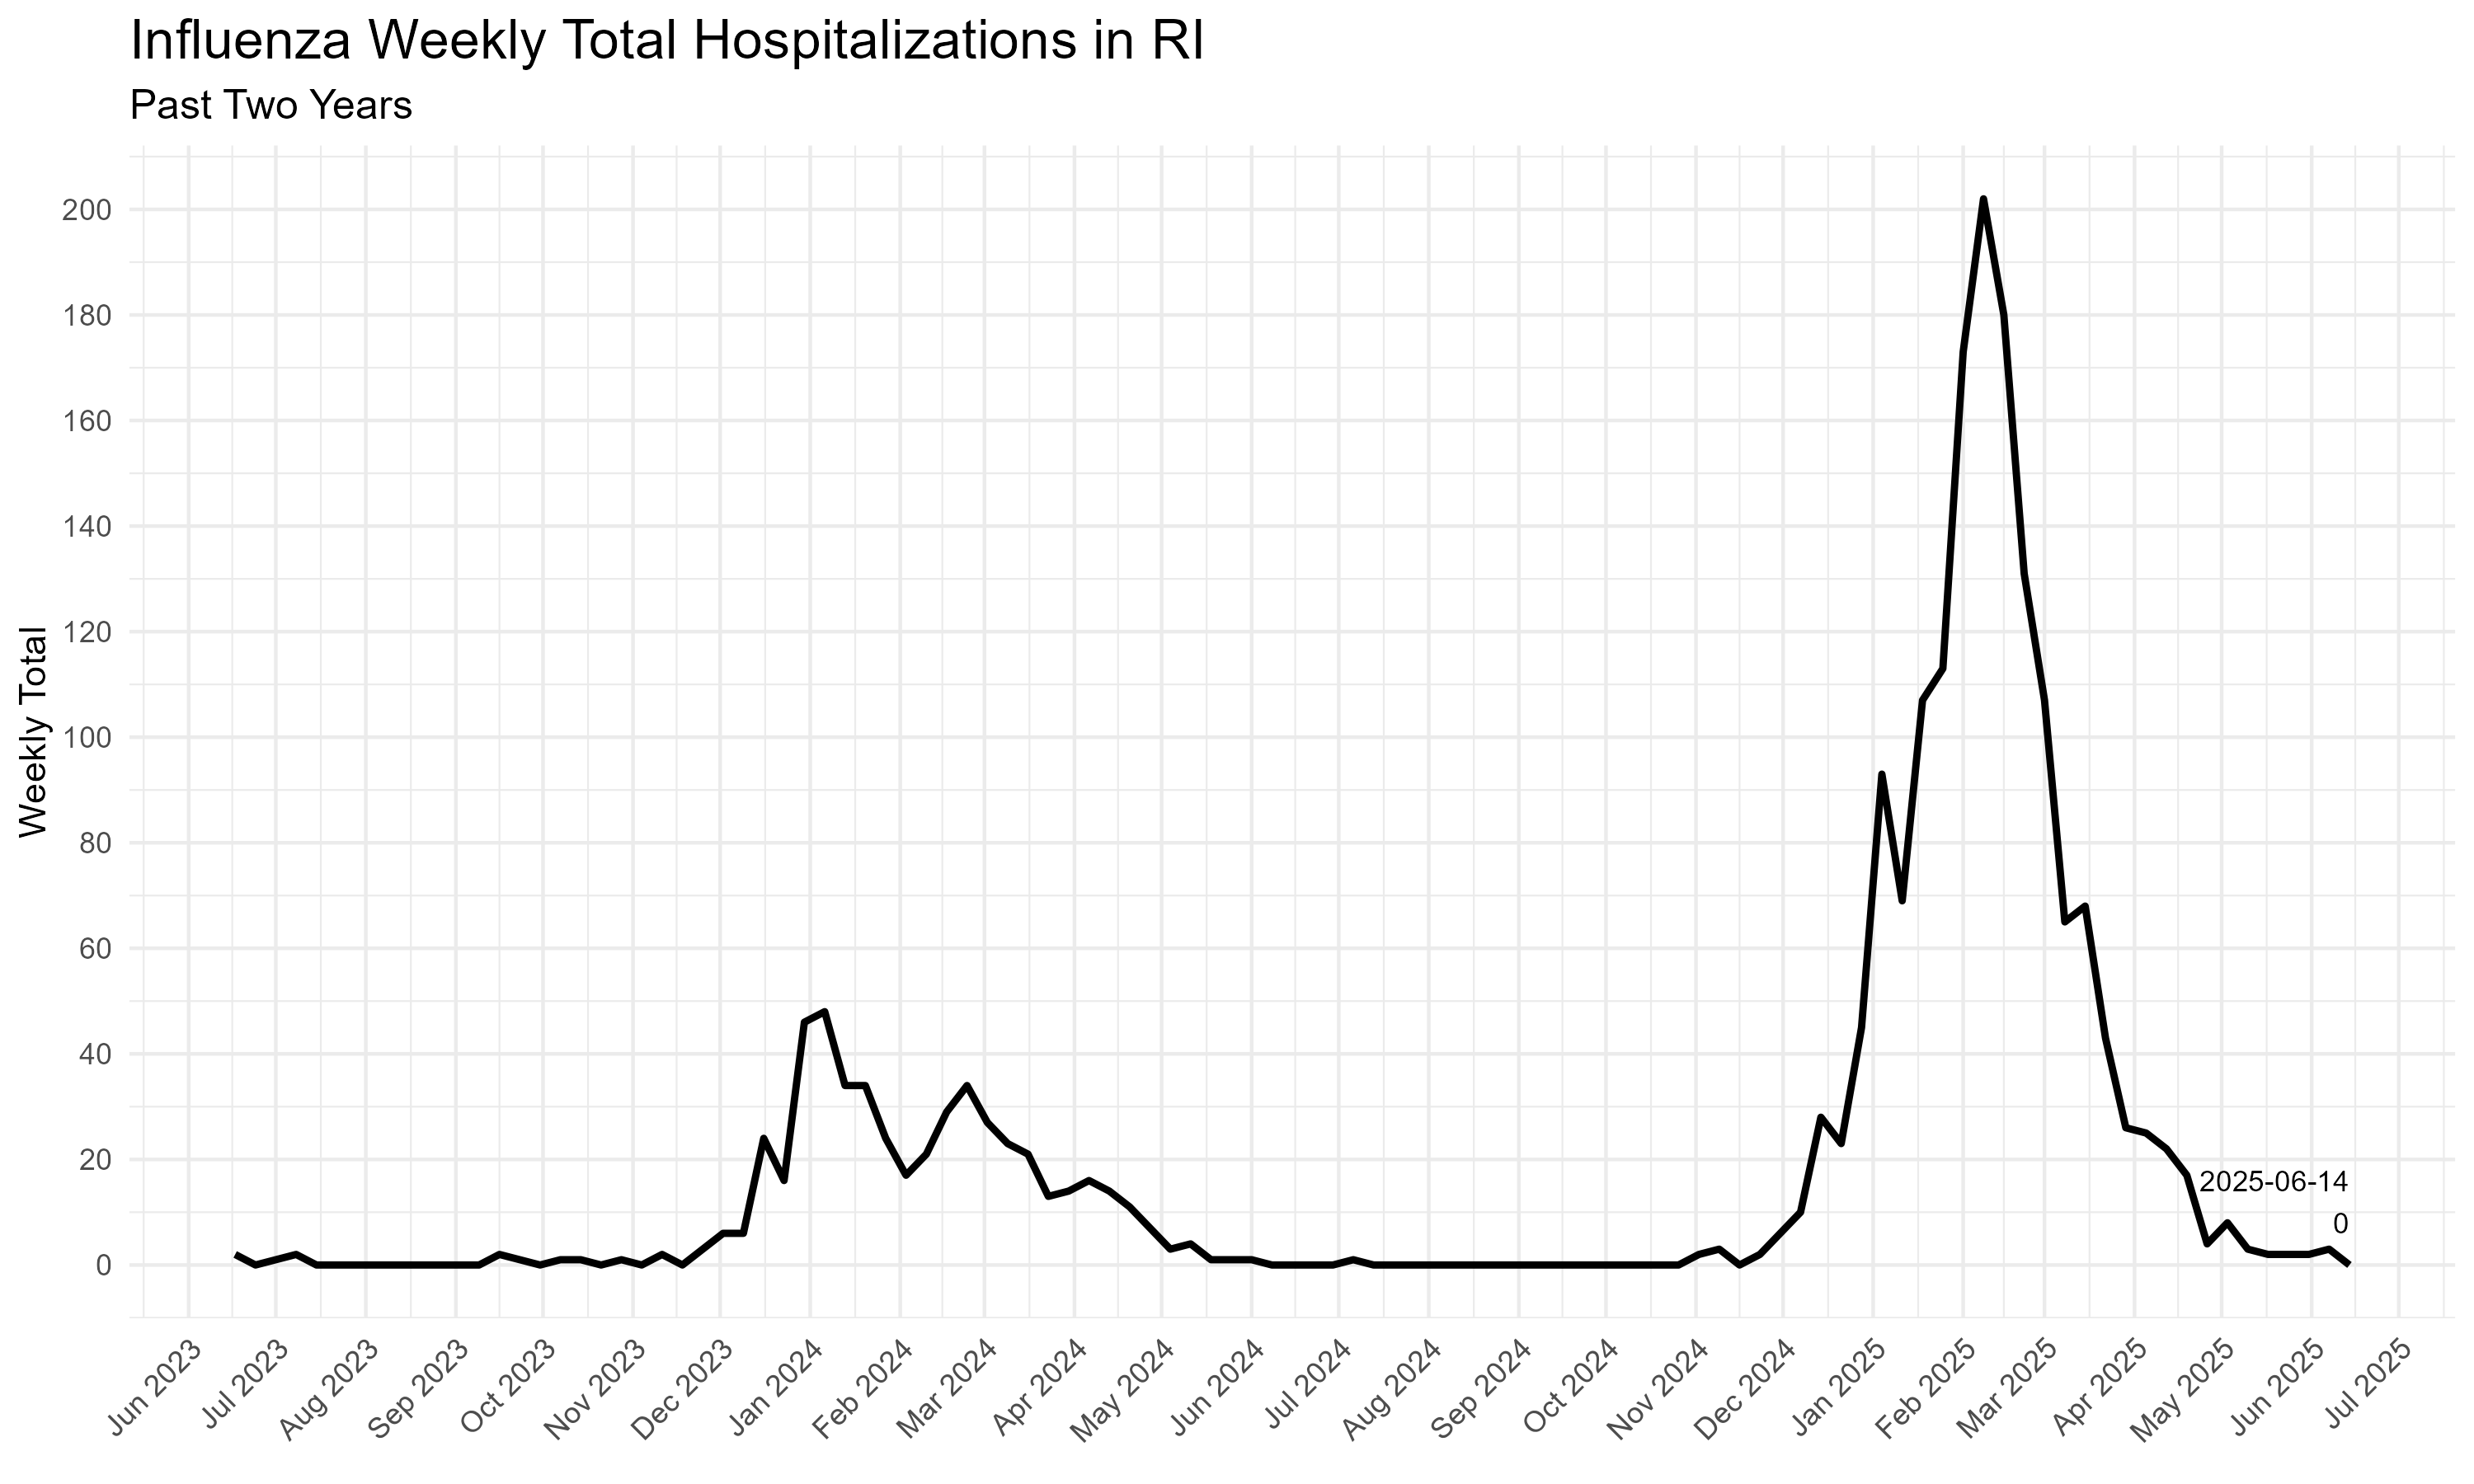 Influenza Weekly Total Hospitalizations in RI
Past Two Years
Weekly Total
200
180
160
140
120
100
80
60
40
20
0
2025-06-14
0
Jun 2023
Jul 2023
Aug 2023
Sep 2023
Oct 2023
Nov 2023
Dec 2023
Jan 2024
Feb 2024
Mar 2024
Apr 2024
May 2024
Jun 2024
Jul 2024
Aug 2024
Sep 2024
Oct 2024
Nov 2024
Dec 2024
Jan 2025
Feb 2025
Mar 2025
Apr 2025
May 2025
Jun 2025
Jul 2025